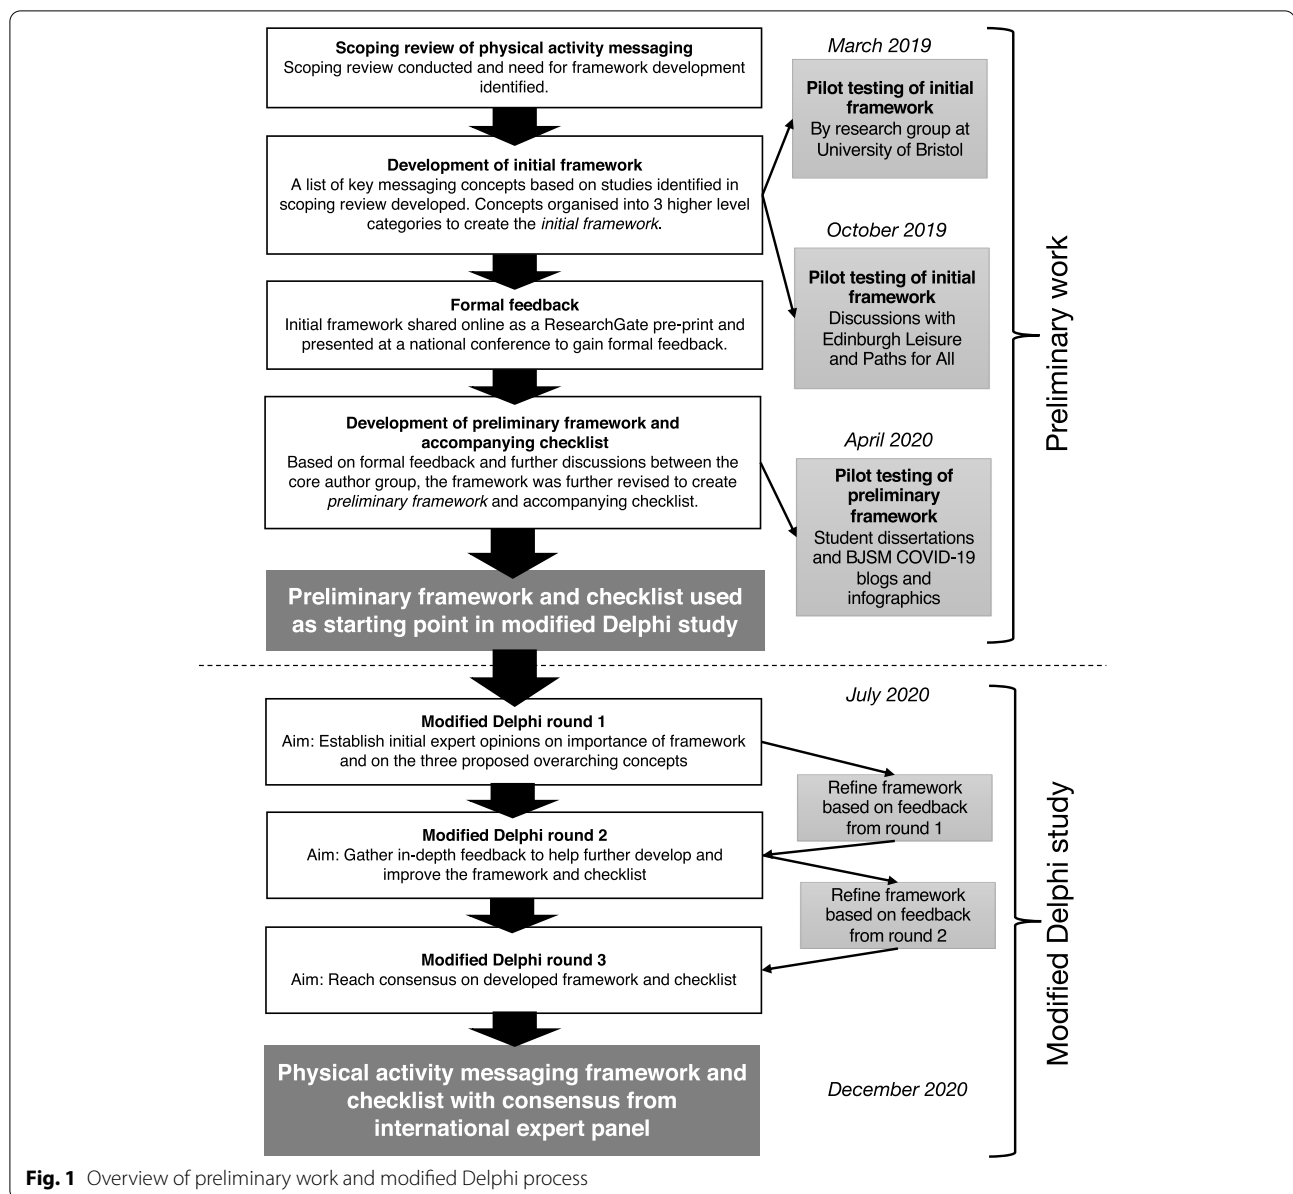 Scoping review of physical activity messaging
Scoping review conducted and need for framework development
identified.
March 2019
Pilot testing of initial
framework
By research group at
University of Bristol
Development of initial framework
A list of key messaging concepts based on studies identified in
scoping review developed. Concepts organised into 3 higher level
categories to create the initial framework.
October 2019
Pilot testing of initial
framework
Discussions with
Edinburgh Leisure
and Paths for All
Formal feedback
Initial framework shared online as a ResearchGate pre-print and
presented at a national conference to gain formal feedback.
Development of preliminary framework and
accompanying checklist
Based on formal feedback and further discussions between the
core author group, the framework was further revised to create
preliminary framework and accompanying checklist.
April 2020
Pilot testing of
preliminary
framework
Student dissertations
and BJSM COVID-19
blogs and
infographics
Preliminary framework and checklist used
as starting point in modified Delphi study
Preliminary work
July 2020
Modified Delphi round 1
Aim: Establish initial expert opinions on importance of framework
and on the three proposed overarching concepts
Refine framework
based on feedback
from round 1
Modified Delphi round 2
Aim: Gather in-depth feedback to help further develop and
improve the framework and checklist
Refine framework
based on feedback
from round 2
Modified Delphi round 3
Aim: Reach consensus on developed framework and checklist
Physical activity messaging framework and
checklist with consensus from
international expert panel
December 2020
Modified Delphi study
Fig. 1 Overview of preliminary work and modified Delphi process